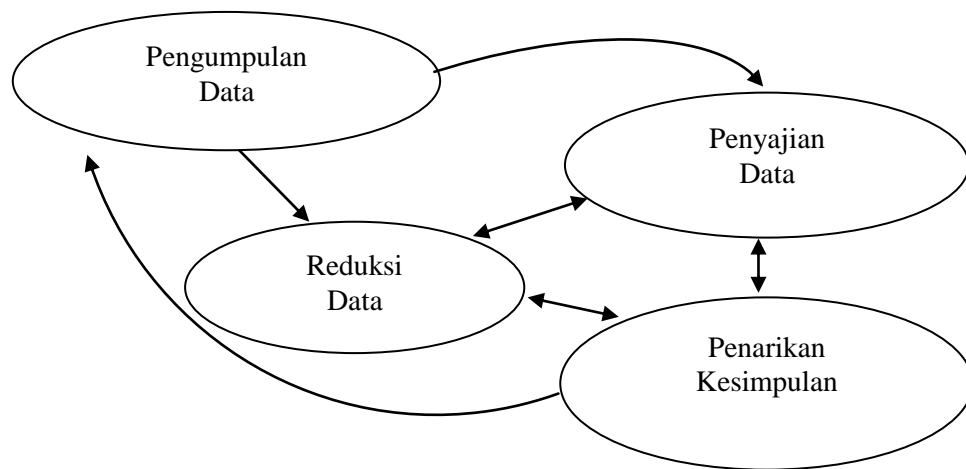 Pengumpulan
Data
Penyajian
Data
Reduksi
Data
Penarikan
Kesimpulan